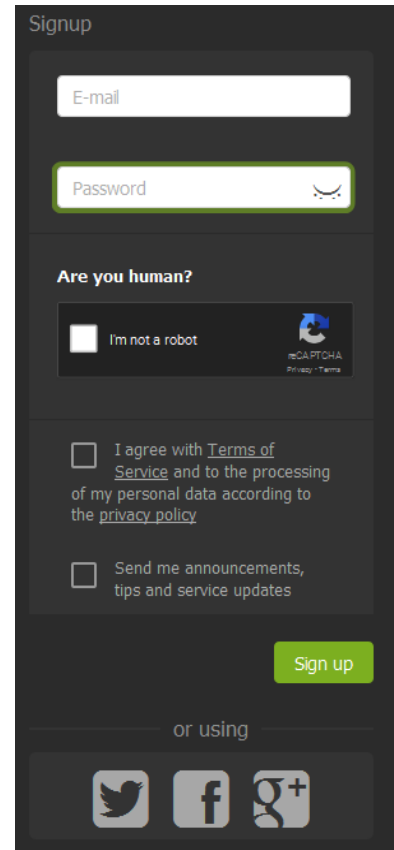 Signup
E-mail
Password
Are you human?
I'm not a robot
reCAPTCHA
Privacy - Terms
I agree with Terms of
Service and to the processing
of my personal data according to
the privacy policy
Send me announcements,
tips and service updates
Sign up
or using
f g+